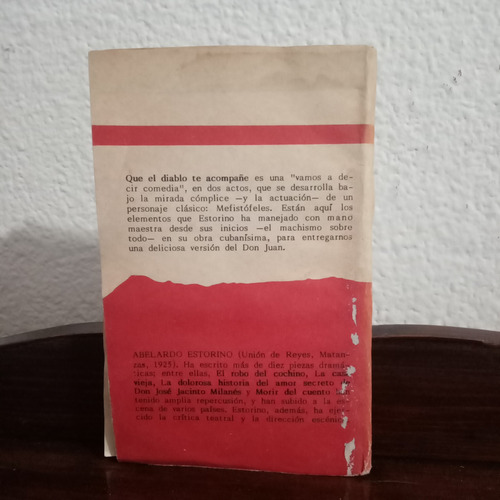 Que el diablo te acompañe es una "vamos a de-
cir comedia", en dos actos, que se desarrolla ba-
jo la mirada cómplice —y la actuación— de un
personaje clásico: Mefistófeles. Están aquí los
elementos que Estorino ha manejado con mano
maestra desde sus inicios —el machismo sobre
todo— en su obra cubanísima, para entregarnos
una deliciosa versión del Don Juan.
ABELARDO ESTORINO (Unión de Reyes, Matan-
zas, 1925). Ha escrito más de diez piezas dramá-
ticas; entre ellas, El robo del cochino, La casa
vieja, La dolorosa historia del amor secreto de
Don José Jacinto Milanés y Morir del cuento
tenido amplia repercusión, y han subido a la es-
cena de varios países. Estorino, además, ha ejer-
cido la crítica teatral y la dirección escénica